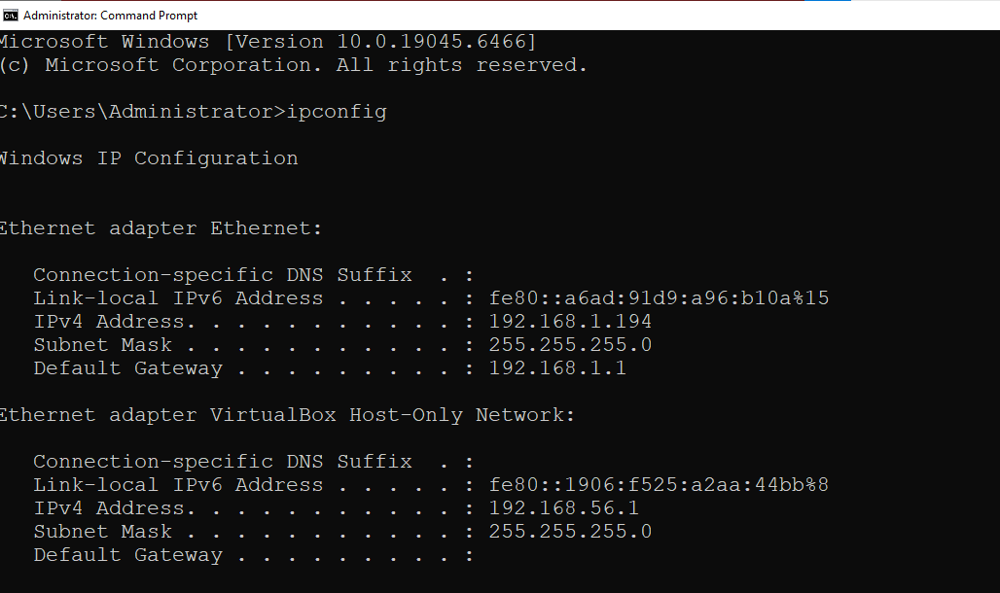 Administrator: Command Prompt
Microsoft Windows [Version 10.0.19045.6466]
(c) Microsoft Corporation. All rights reserved.
C:\Users\Administrator>ipconfig
Windows IP Configuration
Ethernet adapter Ethernet:
Connection-specific DNS Suffix  . :
Link-local IPv6 Address . . . . . : fe80::a6ad:91d9:a96:b10a%15
IPv4 Address. . . . . . . . . . . : 192.168.1.194
Subnet Mask . . . . . . . . . . . : 255.255.255.0
Default Gateway . . . . . . . . . : 192.168.1.1
Ethernet adapter VirtualBox Host-Only Network:
Connection-specific DNS Suffix  . :
Link-local IPv6 Address . . . . . : fe80::1906:f525:a2aa:44bb%8
IPv4 Address. . . . . . . . . . . : 192.168.56.1
Subnet Mask . . . . . . . . . . . : 255.255.255.0
Default Gateway . . . . . . . . . :